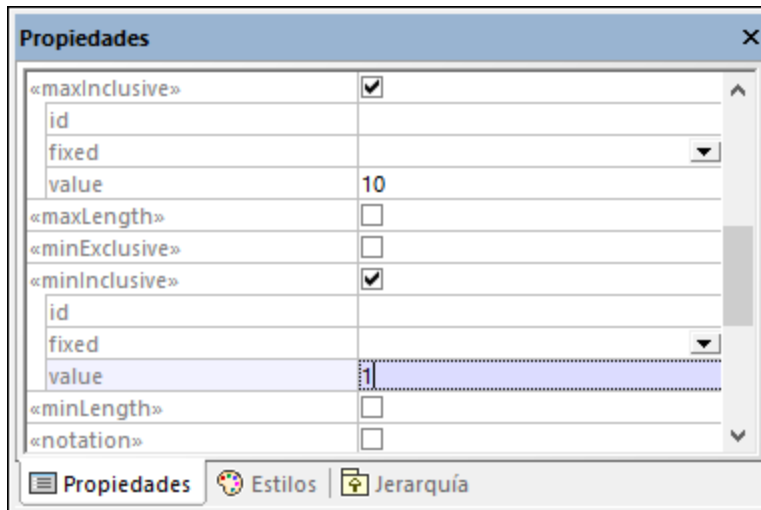 Propiedades
«maxInclusive»
id
fixed
value 10
«maxLength»
«minExclusive»
«minInclusive»
id
fixed
value 1
«minLength»
«notation»
Propiedades Estilos Jerarquía